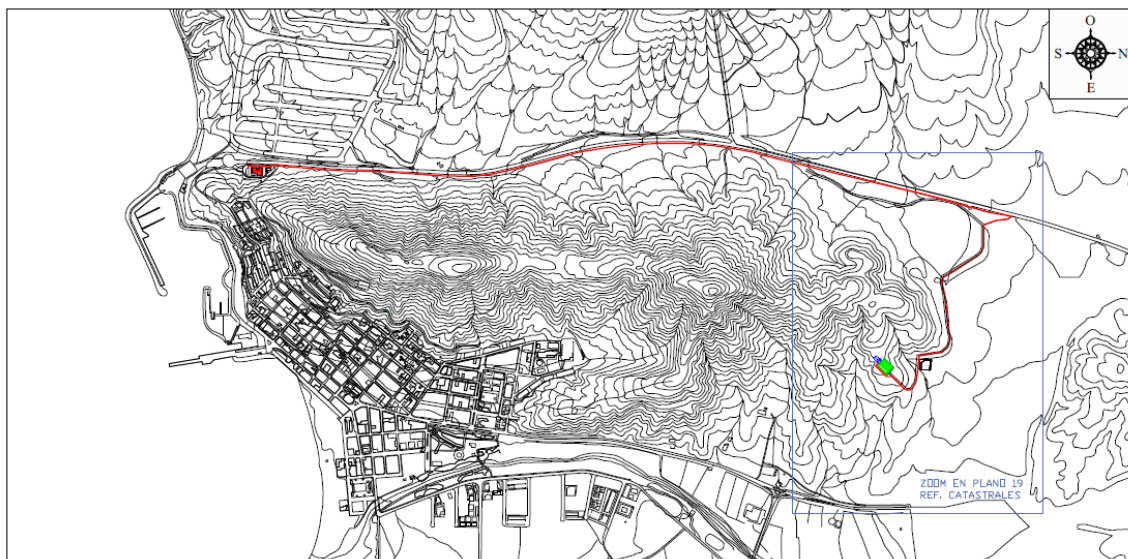 O
S N
E
ZOOM EN PLANO 19
REF. CATASTRALES